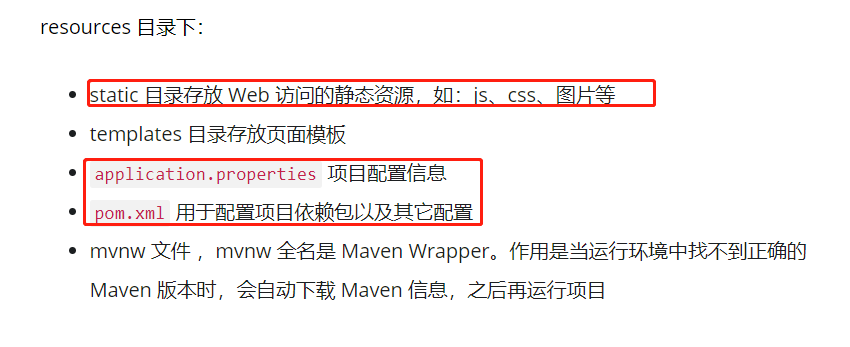 resources 目录下：
static 目录存放 Web 访问的静态资源，如：js、css、图片等
templates 目录存放页面模板
application.properties 项目配置信息
pom.xml 用于配置项目依赖包以及其它配置
mvnw 文件 ，mvnw 全名是 Maven Wrapper。作用是当运行环境中找不到正确的
Maven 版本时，会自动下载 Maven 信息，之后再运行项目